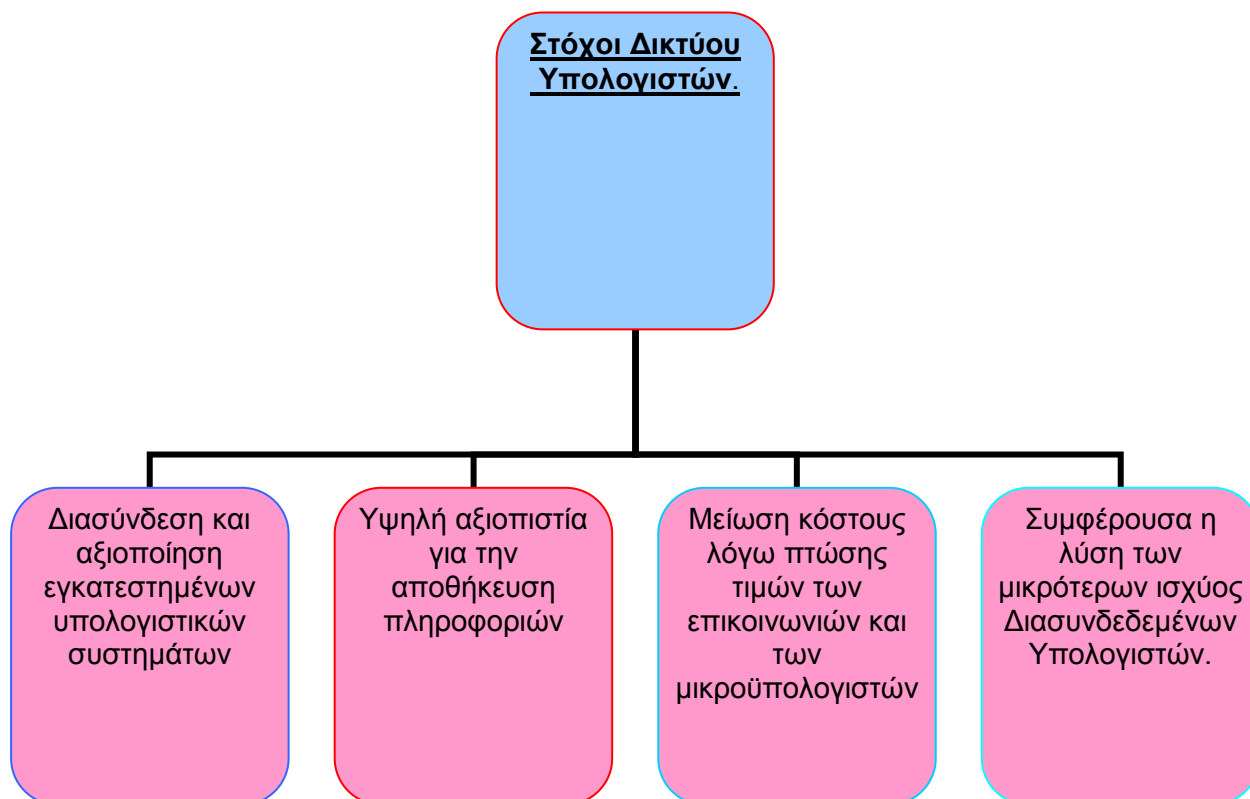 Στόχοι Δικτύου
Υπολογιστών.
Διασύνδεση και
αξιοποίηση
εγκατεστημένων
υπολογιστικών
συστημάτων
Υψηλή αξιοπιστία
για την
αποθήκευση
πληροφοριών
Μείωση κόστους
λόγω πτώσης
τιμών των
επικοινωνιών και
των
μικροϋπολογιστών
Συμφέρουσα η
λύση των
μικρότερων ισχύος
Διασυνδεδεμένων
Υπολογιστών.